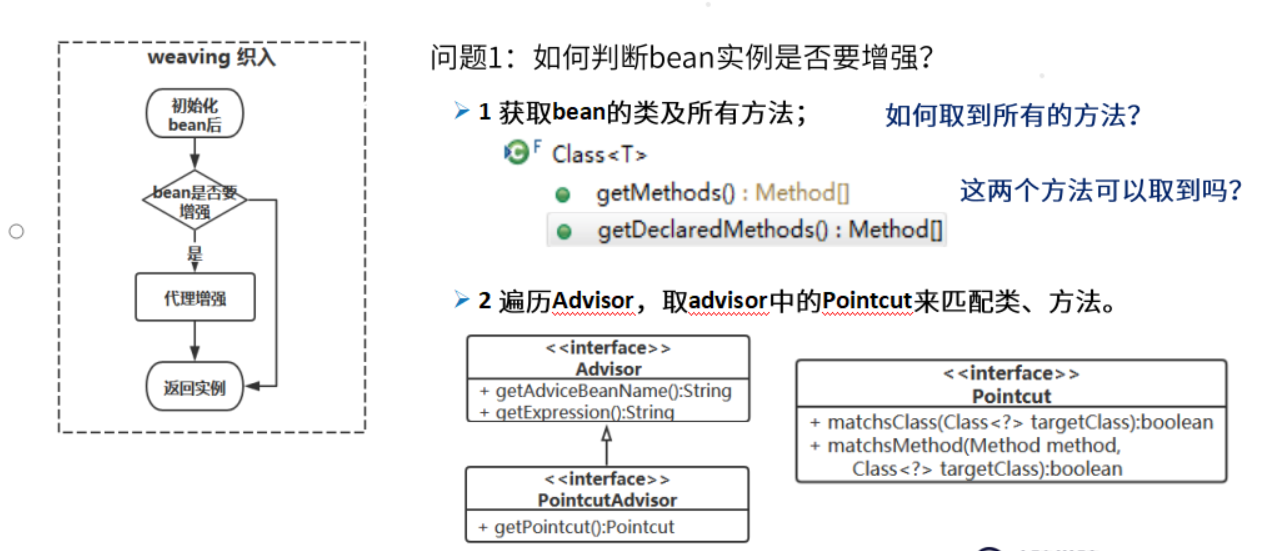 weaving 织入
初始化
bean后
bean是否要
增强
是
代理增强
返回实例
问题1：如何判断bean实例是否要增强？
1 获取bean的类及所有方法；
如何取到所有的方法？
C F Class<T>
getMethods() : Method[]
这两个方法可以取到吗？
getDeclaredMethods() : Method[]
2 遍历Advisor，取advisor中的Pointcut来匹配类、方法。
<<interface>>
Advisor
+ getAdviceBeanName():String
+ getExpression():String
<<interface>>
PointcutAdvisor
+ getPointcut():Pointcut
<<interface>>
Pointcut
+ matchsClass(Class<?> targetClass):boolean
+ matchsMethod(Method method,
Class<?> targetClass):boolean